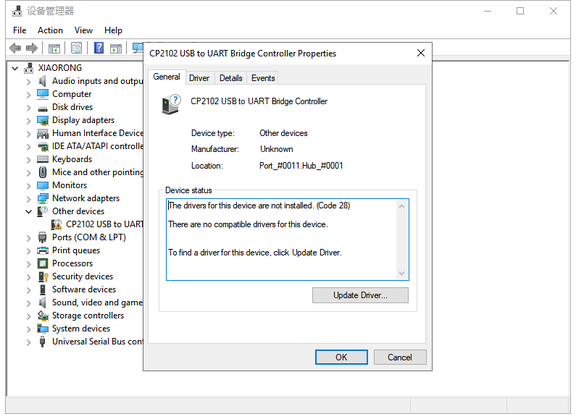 设备管理器
File Action View Help
XIAORONG
Audio inputs and outpu
Computer
Disk drives
Display adapters
Human Interface Device
IDE ATA/ATAPI controlle
Keyboards
Mice and other pointing
Monitors
Network adapters
Other devices
CP2102 USB to UART
Ports (COM & LPT)
Print queues
Processors
Security devices
Software devices
Sound, video and game
Storage controllers
System devices
Universal Serial Bus cont
CP2102 USB to UART Bridge Controller Properties
General Driver Details Events
CP2102 USB to UART Bridge Controller
Device type: Other devices
Manufacturer: Unknown
Location: Port_#0011.Hub_#0001
Device status
The drivers for this device are not installed. (Code 28)
There are no compatible drivers for this device.
To find a driver for this device, click Update Driver.
Update Driver...
OK Cancel